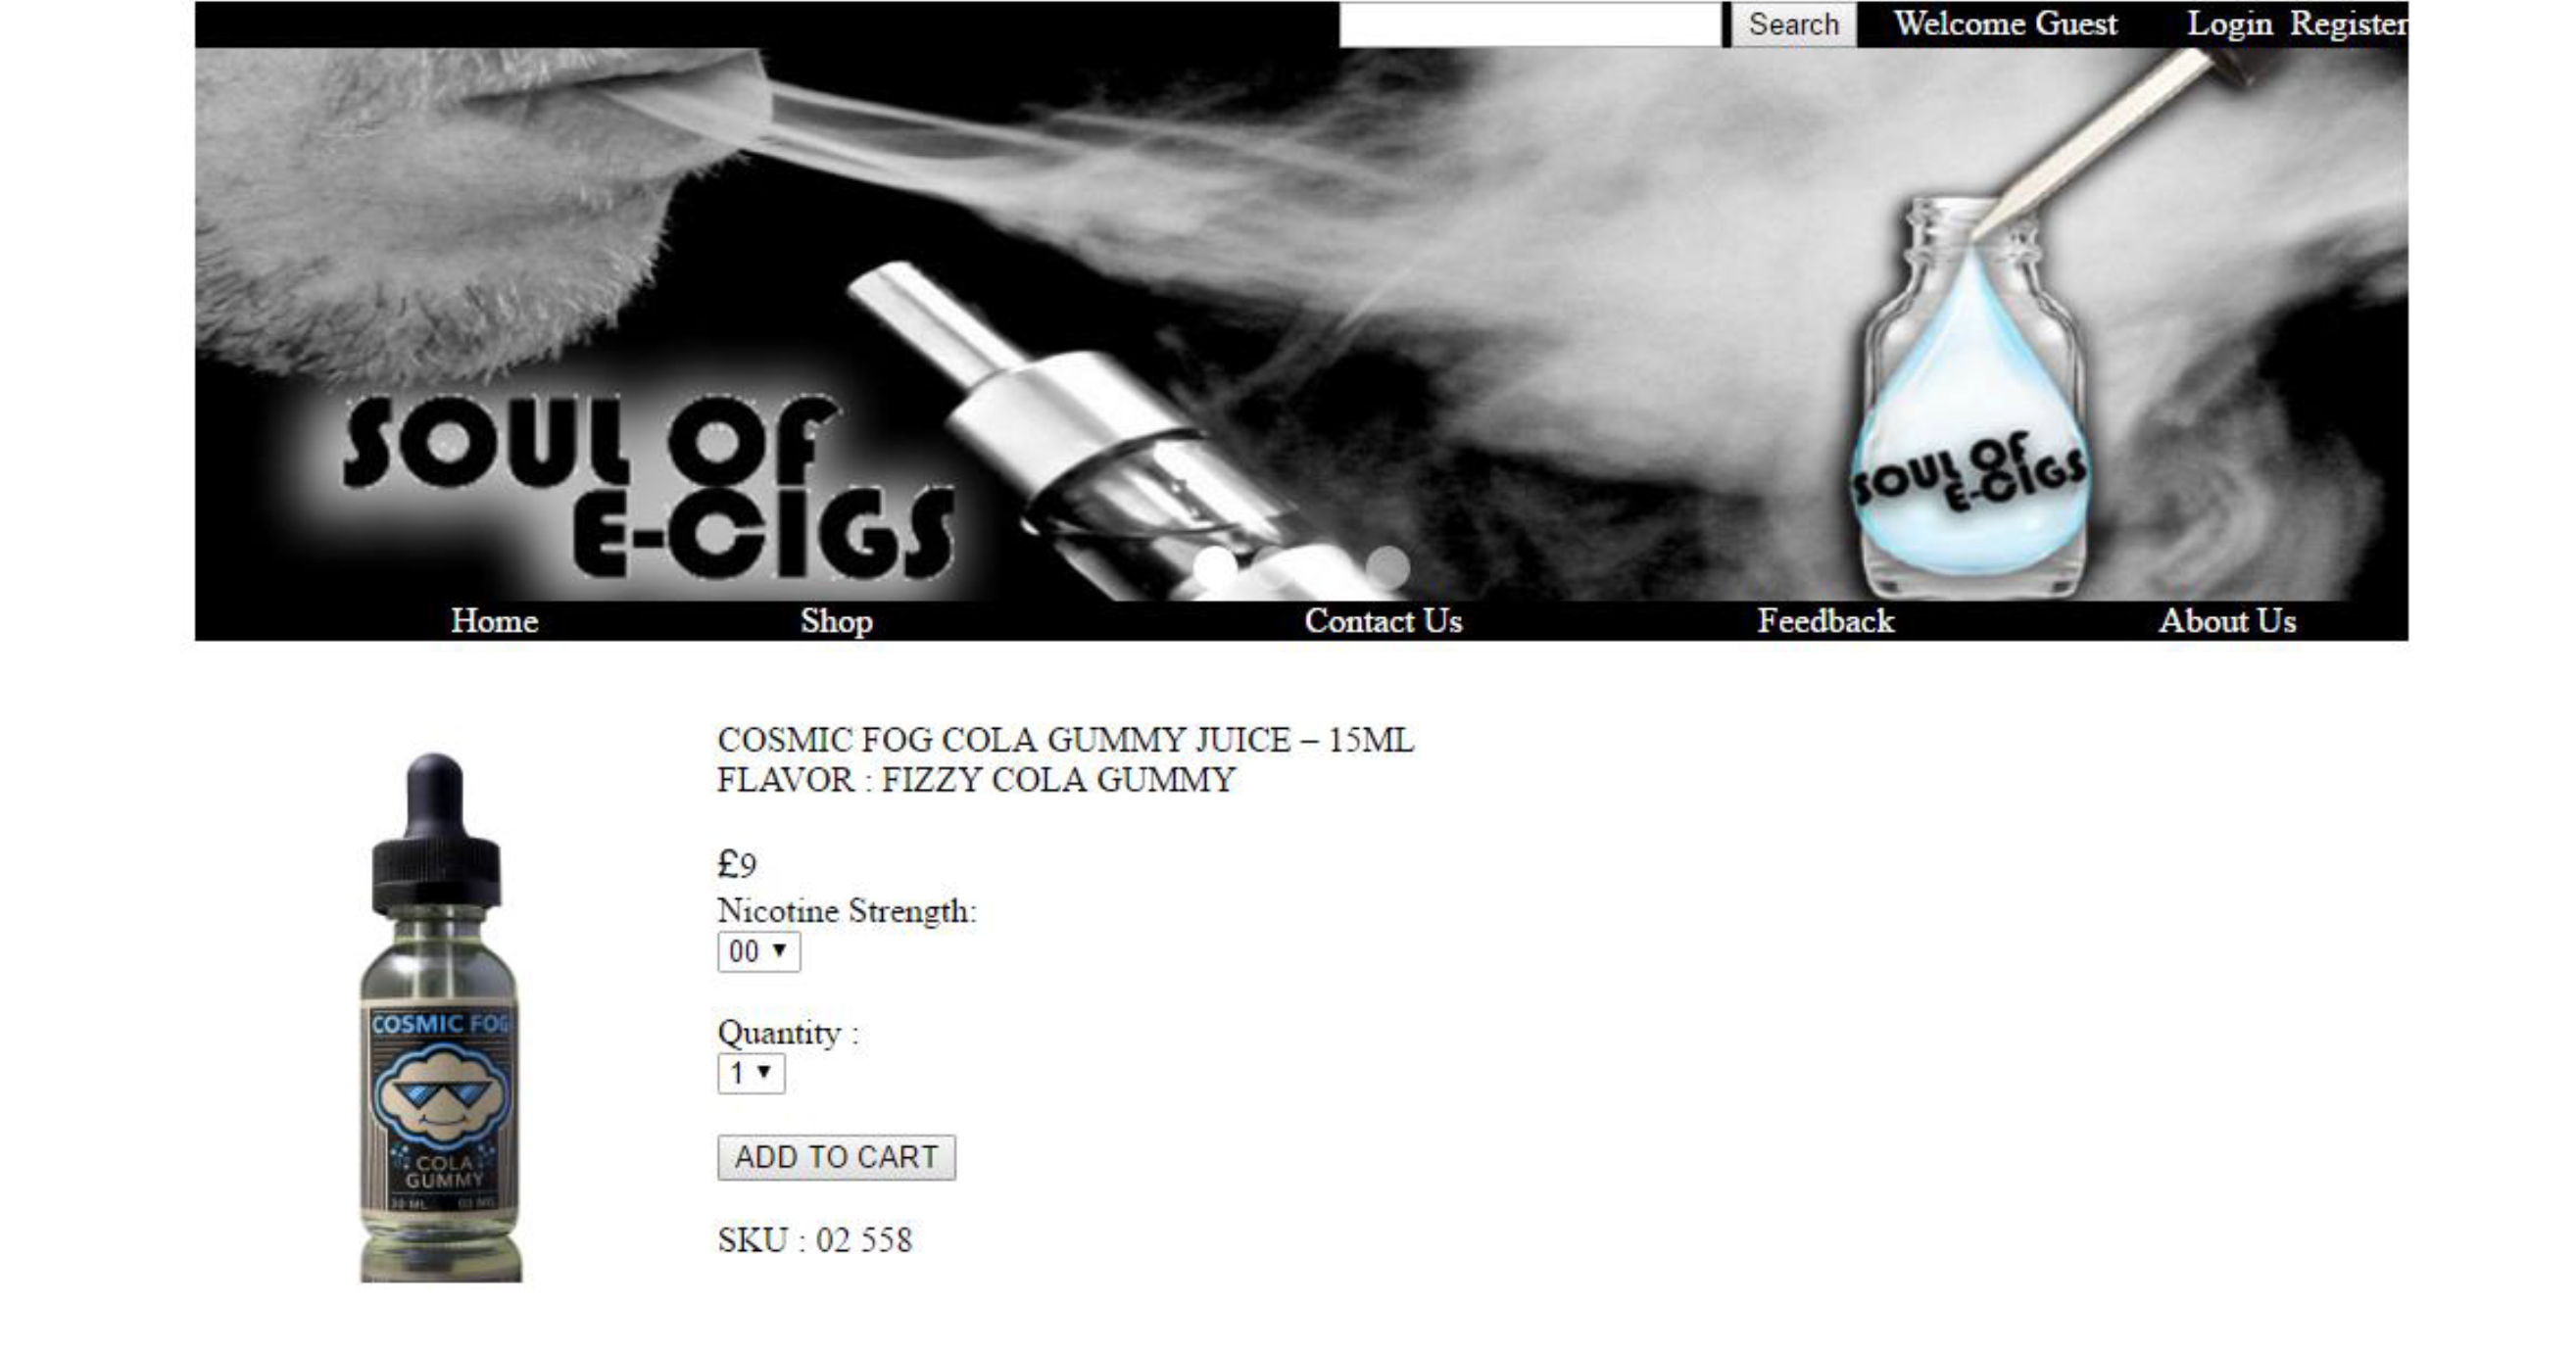 Search Welcome Guest Login Register
SOUL OF
E-CIGS
SOUL OF
E-CIGS
Home Shop Contact Us Feedback About Us
COSMIC FOG COLA GUMMY JUICE – 15ML
FLAVOR : FIZZY COLA GUMMY
£9
Nicotine Strength:
00
Quantity :
1
ADD TO CART
SKU : 02 558
COSMIC FOG
COLA
GUMMY